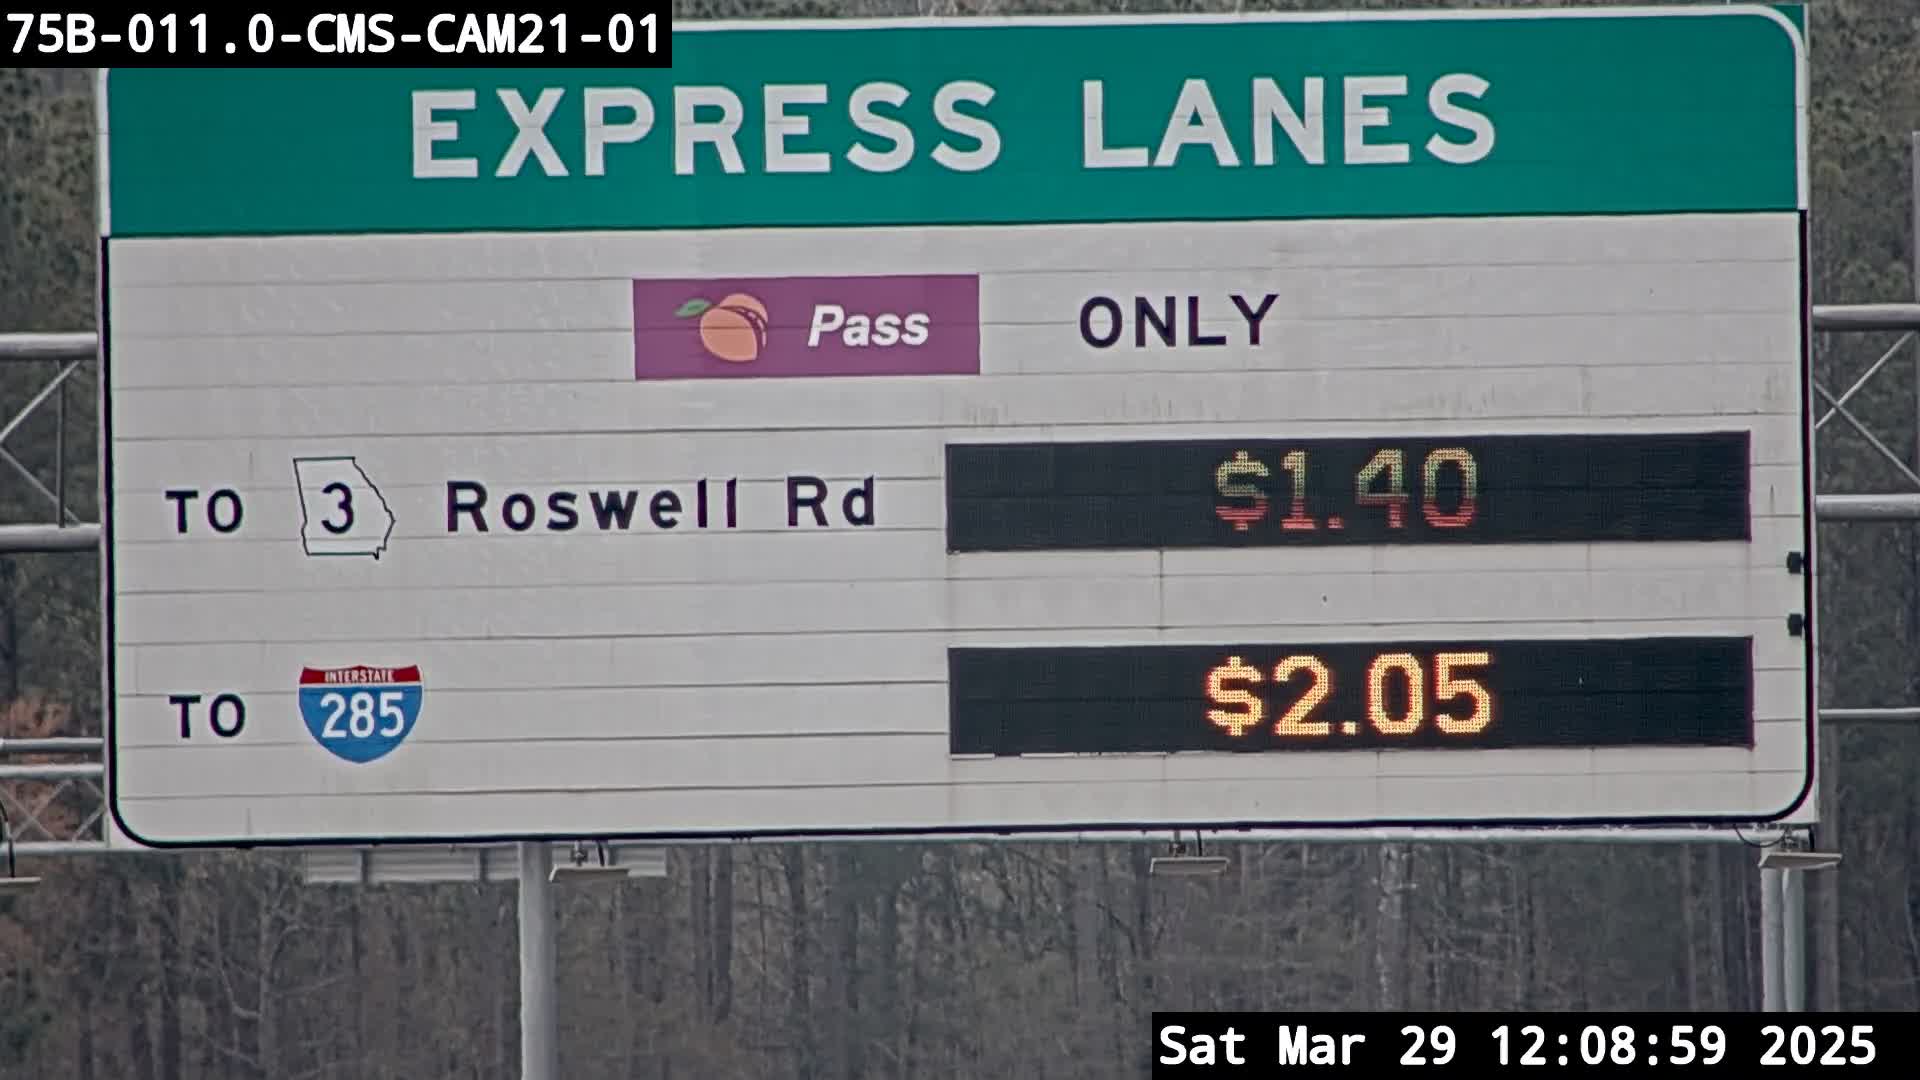 75B-011.0-CMS-CAM21-01
EXPRESS LANES
Pass ONLY
TO 3 Roswell Rd $1.40
TO INTERSTATE 285 $2.05
Sat Mar 29 12:08:59 2025